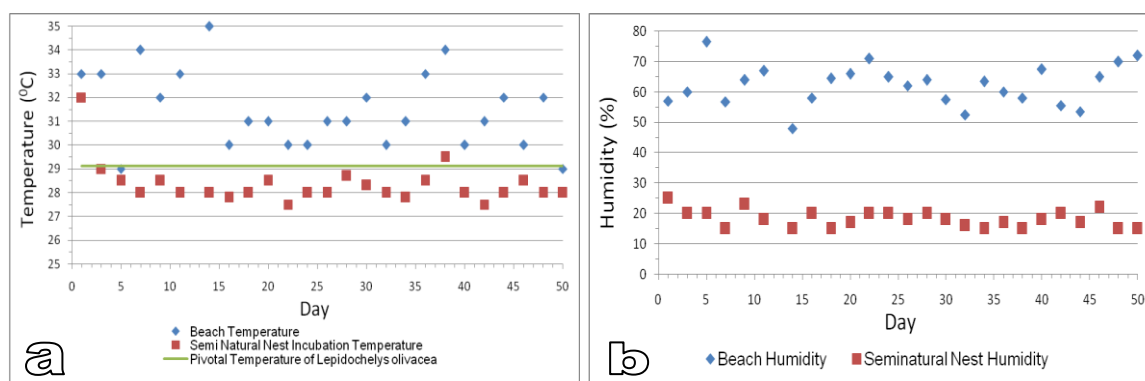 35
34
33
32
31
30
29
28
27
26
25
Temperature (⁰C)
0 5 10 15 20 25 30 35 40 45 50
Day
Beach Temperature
Semi Natural Nest Incubation Temperature
Pivotal Temperature of Lepidochelys olivacea
a
80
70
60
50
40
30
20
10
0
Humidity (%)
0 5 10 15 20 25 30 35 40 45 50
Day
Beach Humidity Seminatural Nest Humidity
b